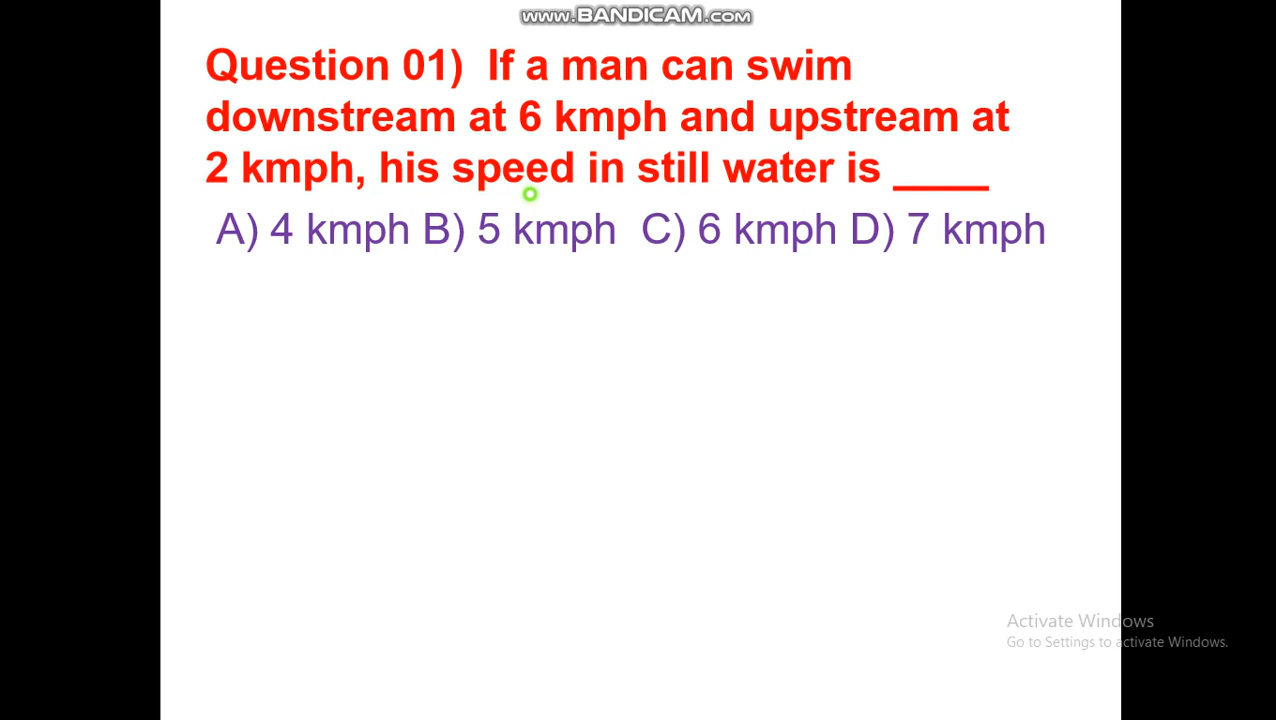 www.BANDICAM.com
Question 01) If a man can swim
downstream at 6 kmph and upstream at
2 kmph, his speed in still water is ____
A) 4 kmph B) 5 kmph C) 6 kmph D) 7 kmph
Activate Windows
Go to Settings to activate Windows.